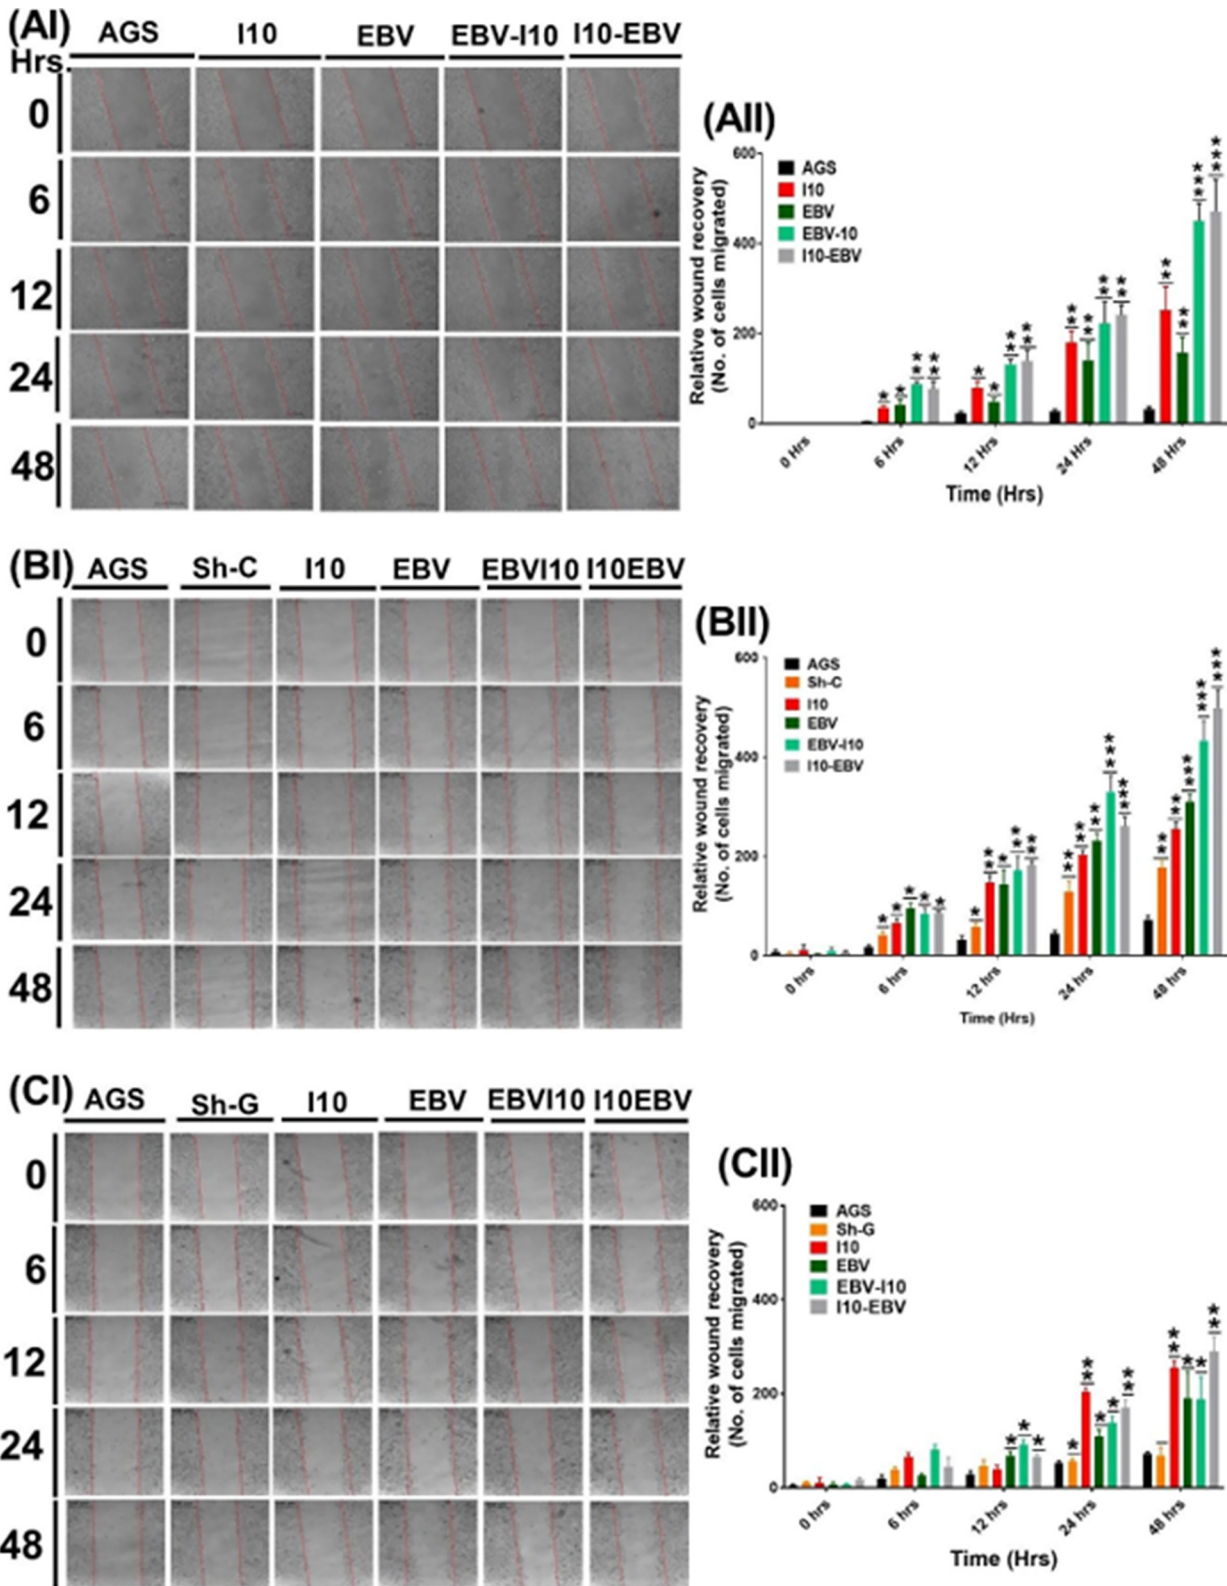 (AI) AGS I10 EBV EBV-I10 I10-EBV
Hrs.
0
6
12
24
48
(AII)
Relative wound recovery
(No. of cells migrated)
600
400
200
0
AGS
I10
EBV
EBV-10
I10-EBV
* * ** **
* * ** **
** ** ** **
** ** *** ***
0 Hrs 6 Hrs 12 Hrs 24 Hrs 48 Hrs
Time (Hrs)
(BI) AGS Sh-C I10 EBV EBVI10 I10EBV
0
6
12
24
48
(BII)
Relative wound recovery
(No. of cells migrated)
600
400
200
0
AGS
Sh-C
I10
EBV
EBV-I10
I10-EBV
* * * * *
* ** * ** **
** ** ** *** ***
** ** *** *** ***
0 hrs 6 hrs 12 hrs 24 hrs 48 hrs
Time (Hrs)
(CI) AGS Sh-G I10 EBV EBVI10 I10EBV
0
6
12
24
48
(CII)
Relative wound recovery
(No. of cells migrated)
600
400
200
0
AGS
Sh-G
I10
EBV
EBV-I10
I10-EBV
* * *
* ** * * **
** * * **
0 hrs 6 hrs 12 hrs 24 hrs 48 hrs
Time (Hrs)